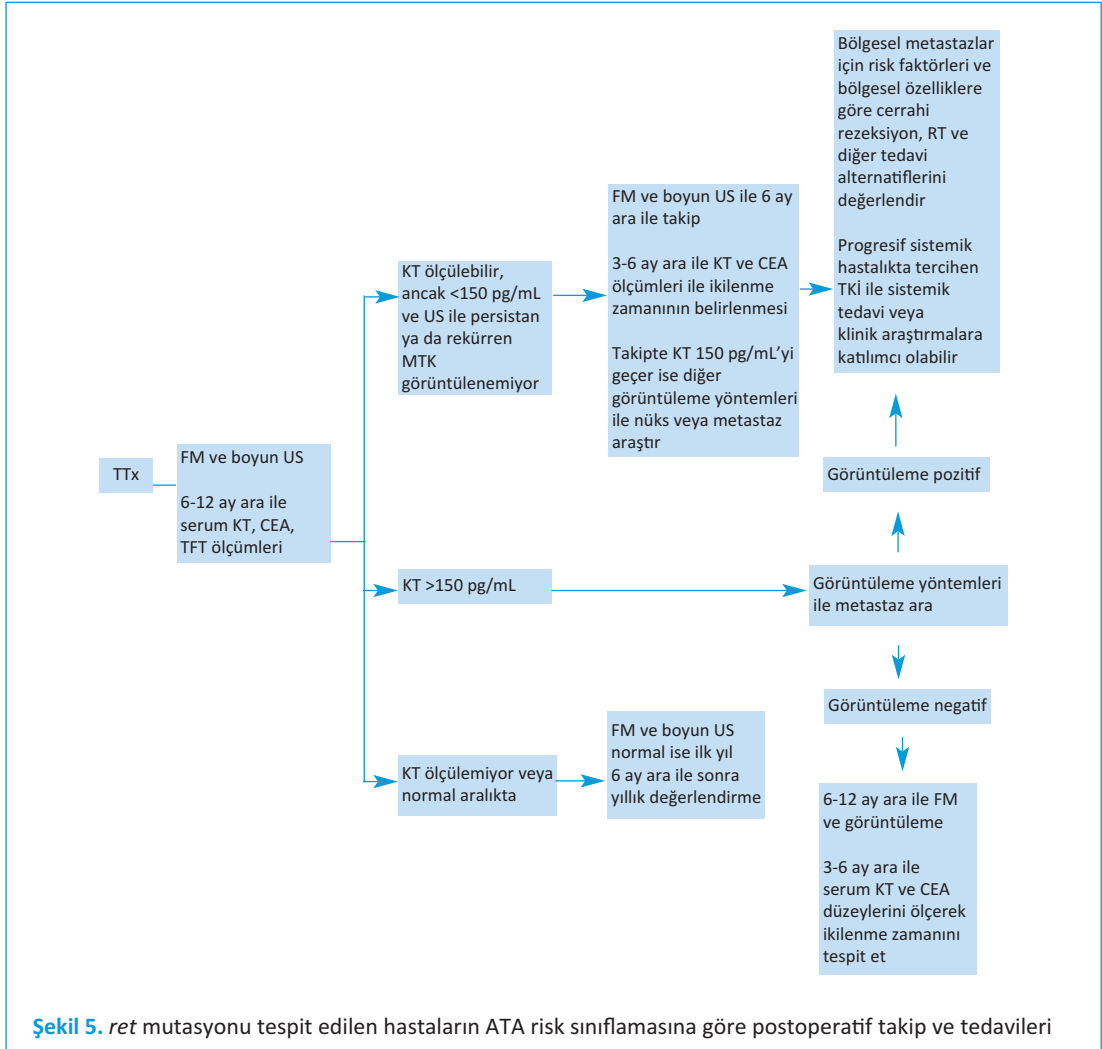 TTx
FM ve boyun US
6-12 ay ara ile
serum KT, CEA,
TFT ölçümleri
KT ölçülebilir,
ancak <150 pg/mL
ve US ile persistan
ya da rekürren
MTK
görüntülenemiyor
FM ve boyun US ile 6 ay
ara ile takip
3-6 ay ara ile KT ve CEA
ölçümleri ile ikilenme
zamanının belirlenmesi
Takipte KT 150 pg/mL’yi
geçer ise diğer
görüntüleme yöntemleri
ile nüks veya metastaz
araştır
Bölgesel metastazlar
için risk faktörleri ve
bölgesel özelliklere
göre cerrahi
rezeksiyon, RT ve
diğer tedavi
alternatiflerini
değerlendir
Progresif sistemik
hastalıkta tercihen
TKİ ile sistemik
tedavi veya
klinik araştırmalara
katılımcı olabilir
Görüntüleme pozitif
KT >150 pg/mL
Görüntüleme yöntemleri
ile metastaz ara
Görüntüleme negatif
KT ölçülemiyor veya
normal aralıkta
FM ve boyun US
normal ise ilk yıl
6 ay ara ile sonra
yıllık değerlendirme
6-12 ay ara ile FM
ve görüntüleme
3-6 ay ara ile
serum KT ve CEA
düzeylerini ölçerek
ikilenme zamanını
tespit et
Şekil 5. ret mutasyonu tespit edilen hastaların ATA risk sınıflamasına göre postoperatif takip ve tedavileri